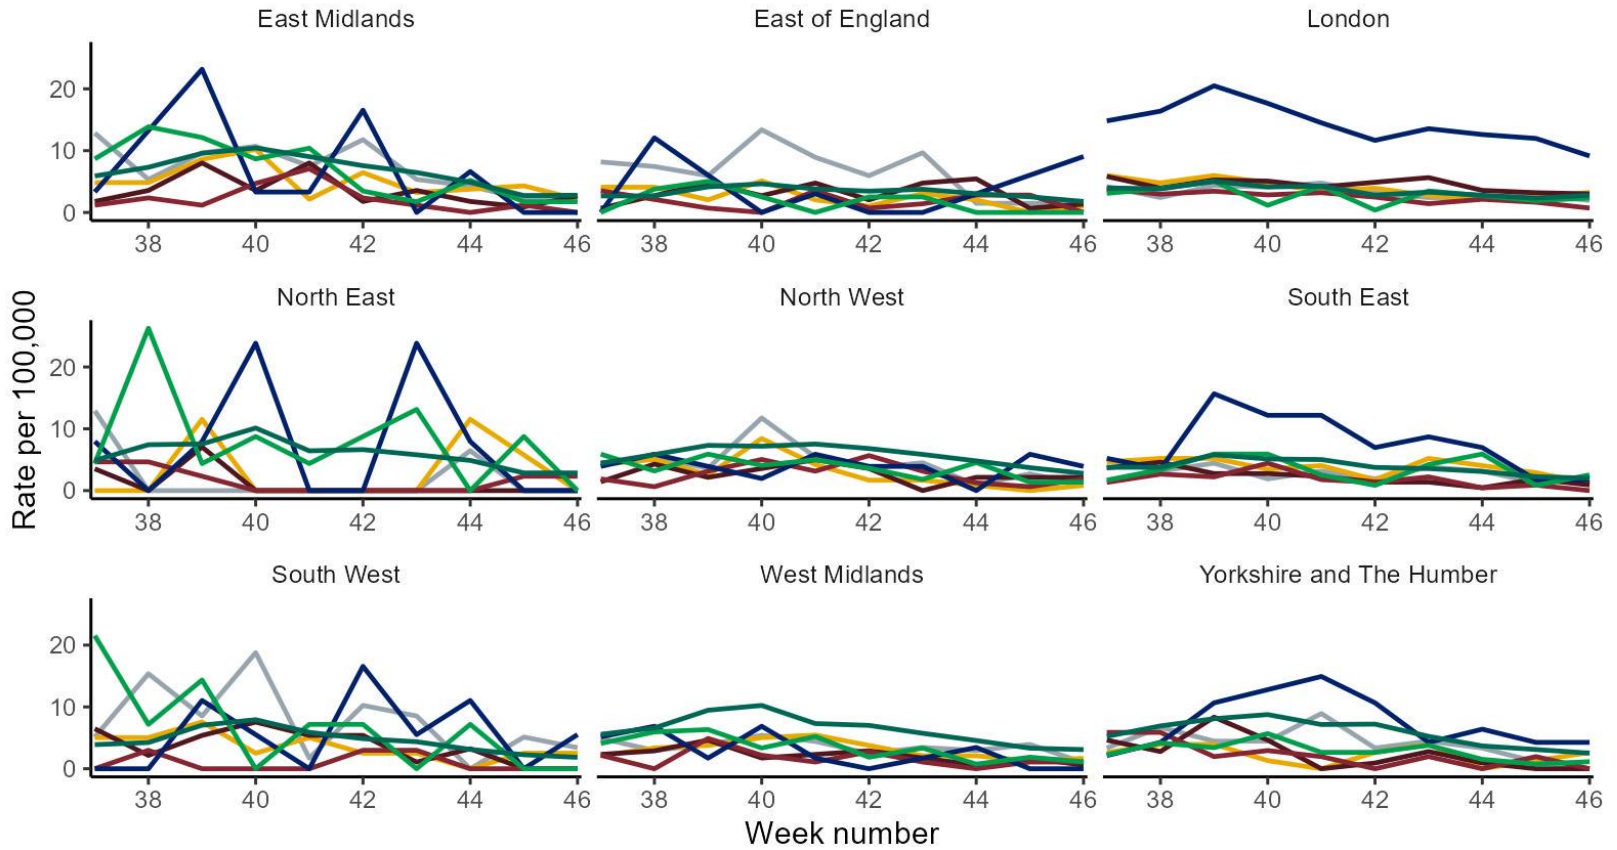 East Midlands
East of England
London
20
10
0
38 40 42 44 46
38 40 42 44 46
38 40 42 44 46
North East
North West
South East
20
10
0
38 40 42 44 46
38 40 42 44 46
38 40 42 44 46
South West
West Midlands
Yorkshire and The Humber
20
10
0
38 40 42 44 46
38 40 42 44 46
38 40 42 44 46
Rate per 100,000
Week number